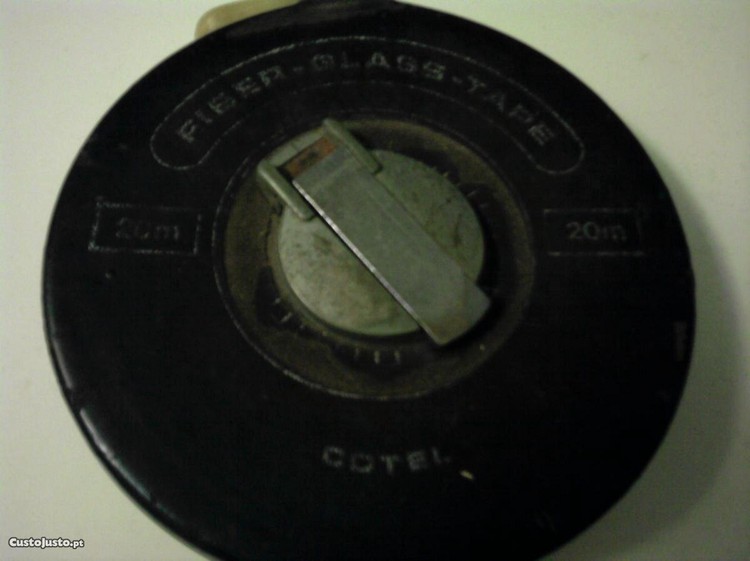 FIBER-GLASS-TAPE
20m
20m
COTEL
CustoJusto.pt